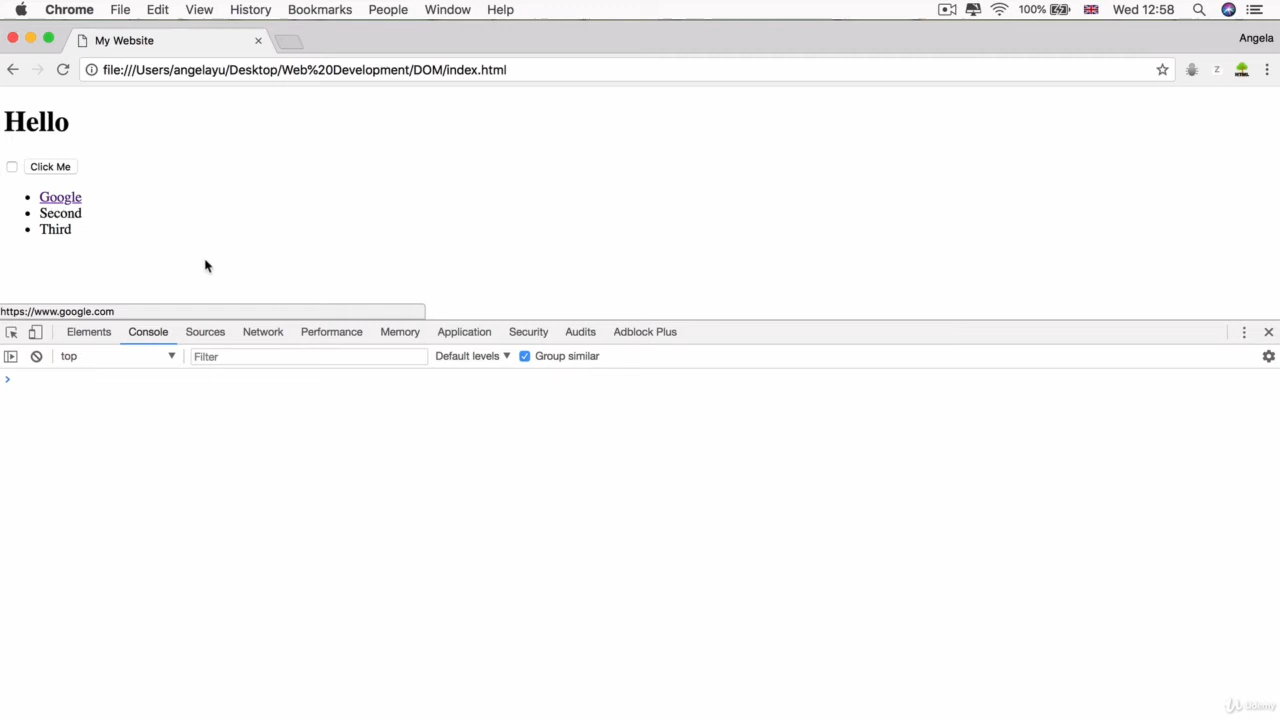 Chrome File Edit View History Bookmarks People Window Help 100% Wed 12:58
My Website Angela
file:///Users/angelayu/Desktop/Web%20Development/DOM/index.html Z HTML
Hello
Click Me
Google
Second
Third
https://www.google.com
Elements Console Sources Network Performance Memory Application Security Audits Adblock Plus
top Filter Default levels Group similar
Udemy